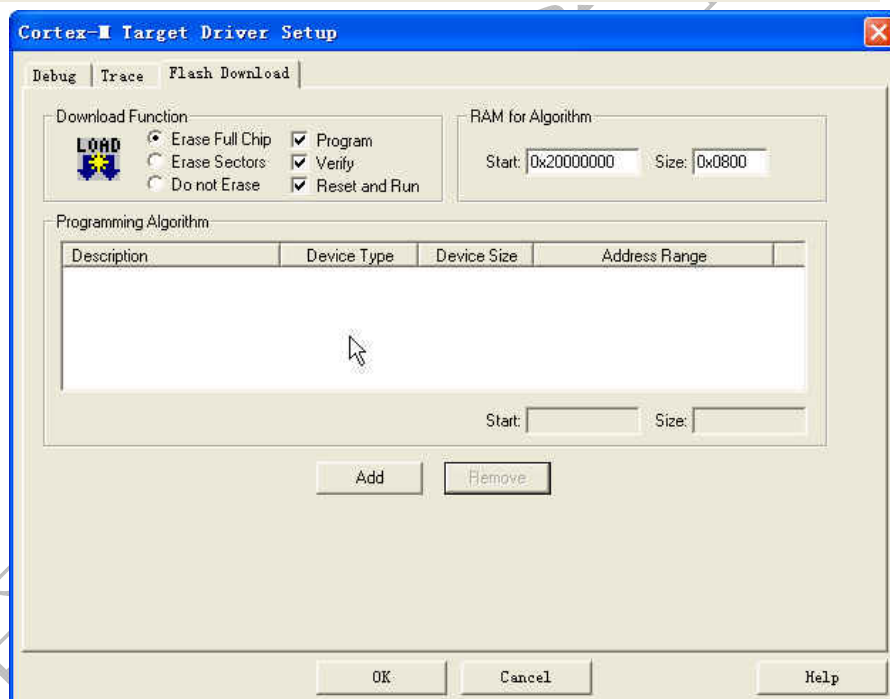 Cortex-M Target Driver Setup
Debug Trace Flash Download
Download Function
LOAD
Erase Full Chip
Erase Sectors
Do not Erase
Program
Verify
Reset and Run
RAM for Algorithm
Start: 0x20000000 Size: 0x0800
Programming Algorithm
Description Device Type Device Size Address Range
Start: Size:
Add Remove
OK Cancel Help